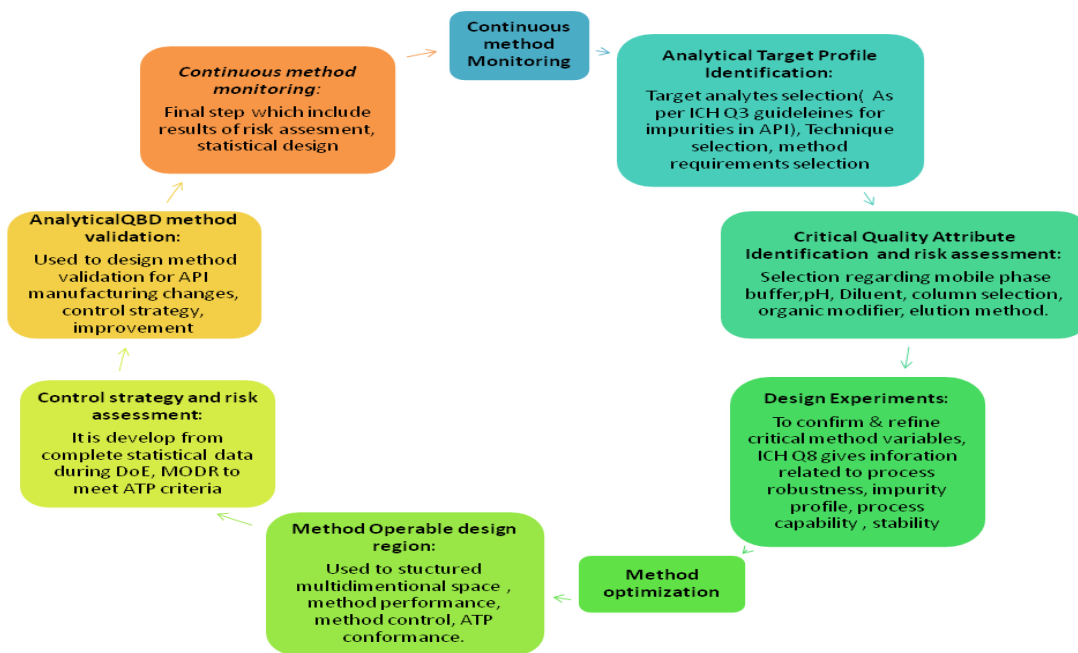 Continuous
method
Monitoring
Analytical Target Profile
Identification:
Target analytes selection( As
per ICH Q3 guideleines for
impurities in API), Technique
selection, method
requirements selection
Critical Quality Attribute
Identification and risk assessment:
Selection regarding mobile phase
buffer,pH, Diluent, column selection,
organic modifier, elution method.
Design Experiments:
To confirm & refine
critical method variables,
ICH Q8 gives inforation
related to process
robustness, impurity
profile, process
capability , stability
Method
optimization
Method Operable design
region:
Used to stuctured
multidimentional space ,
method performance,
method control, ATP
conformance.
Control strategy and risk
assessment:
It is develop from
complete statistical data
during DoE, MODR to
meet ATP criteria
AnalyticalQBD method
validation:
Used to design method
validation for API
manufacturing changes,
control strategy,
improvement
Continuous method
monitoring:
Final step which include
results of risk assesment,
statistical design